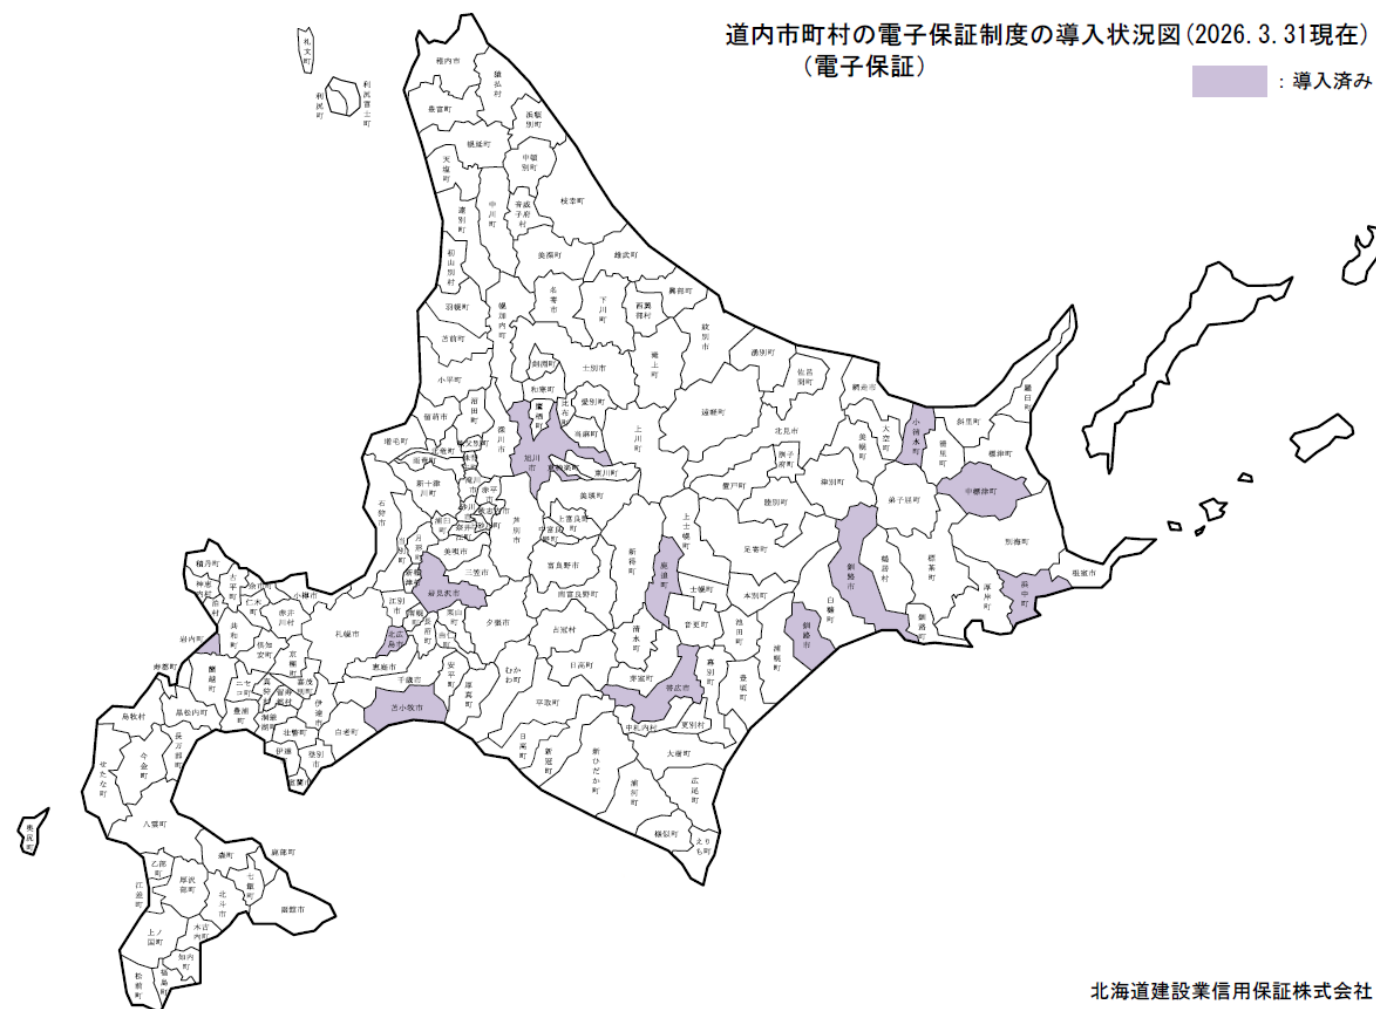 道内市町村の電子保証制度の導入状況図(2026.3.31現在)
(電子保証)
：導入済み
礼文町
利尻町
利尻富士町
稚内市
猿払村
豊富町
浜頓別町
幌延町
天塩町
中頓別町
枝幸町
遠別町
中川町
音威子府村
初山別村
美深町
雄武町
羽幌町
幌加内町
名寄市
下川町
西興部村
興部町
苫前町
紋別市
滝上町
湧別町
佐呂間町
小平町
剣淵町
士別市
和寒町
網走市
遠軽町
北見市
留萌市
沼田町
鷹栖町
比布町
愛別町
当麻町
上川町
増毛町
深川市
旭川市
東川町
美瑛町
新十津川町
滝川市
赤平市
芦別市
上富良野町
石狩市
浦臼町
美唄市
三笠市
富良野市
南富良野町
岩見沢市
美幌町
大空町
小清水町
斜里町
清里町
標津町
羅臼町
中標津町
訓子府町
置戸町
津別町
陸別町
弟子屈町
別海町
上士幌町
足寄町
新得町
鹿追町
士幌町
本別町
釧路市
鶴居村
標茶町
厚岸町
浜中町
根室市
白糠町
釧路町
釧路市
音更町
池田町
浦幌町
清水町
芽室町
帯広市
幕別町
豊頃町
中札内村
更別村
大樹町
広尾町
積丹町
神恵内村
古平町
余市町
仁木町
小樽市
赤井川村
泊村
共和町
岩内町
倶知安町
京極町
札幌市
江別市
北広島市
恵庭市
千歳市
長沼町
栗山町
由仁町
夕張市
安平町
厚真町
むかわ町
占冠村
日高町
平取町
苫小牧市
白老町
寿都町
蘭越町
ニセコ町
真狩村
留寿都村
喜茂別町
伊達市
島牧村
黒松内町
豊浦町
洞爺湖町
壮瞥町
伊達市
登別市
室蘭市
日高町
新冠町
新ひだか町
浦河町
様似町
えりも町
せたな町
今金町
長万部町
八雲町
奥尻町
森町
鹿部町
乙部町
厚沢部町
七飯町
江差町
北斗市
函館市
上ノ国町
木古内町
知内町
松前町
福島町
北海道建設業信用保証株式会社